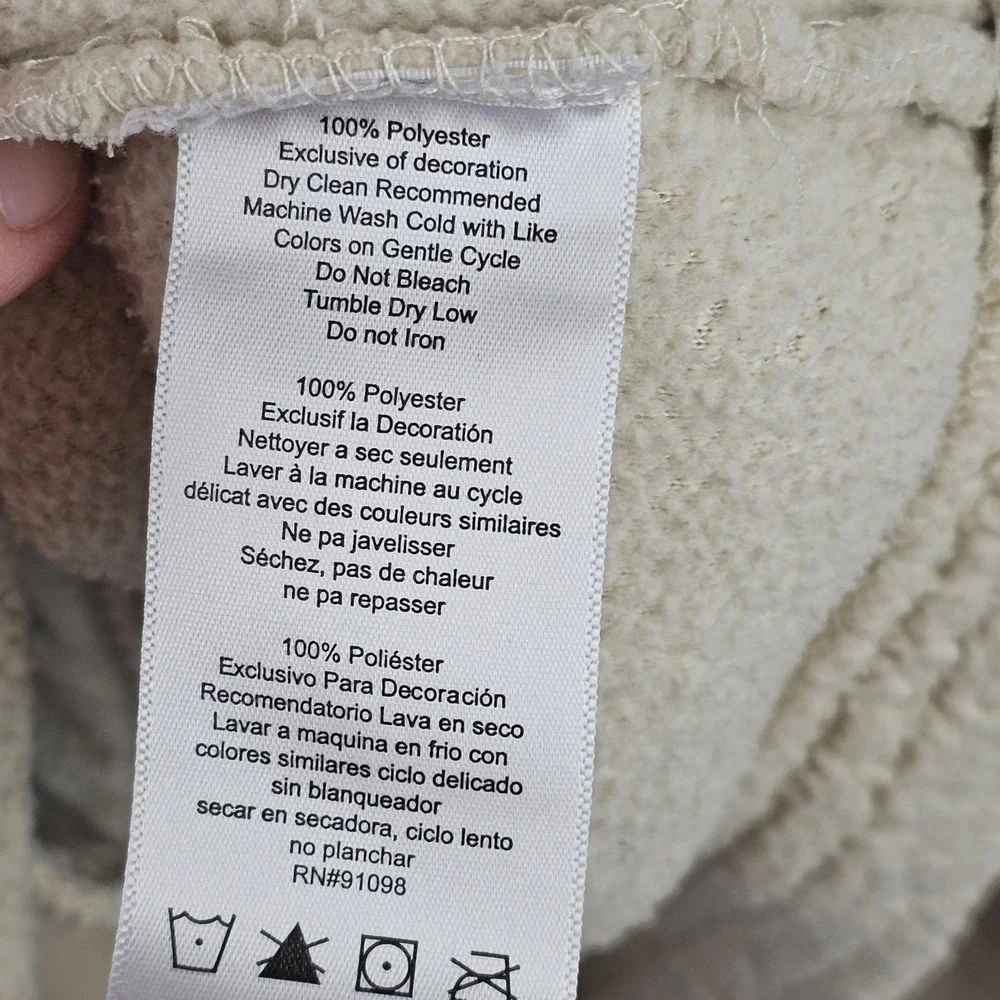 100% Polyester
Exclusive of decoration
Dry Clean Recommended
Machine Wash Cold with Like
Colors on Gentle Cycle
Do Not Bleach
Tumble Dry Low
Do not Iron
100% Polyester
Exclusif la Decoratión
Nettoyer a sec seulement
Laver à la machine au cycle
délicat avec des couleurs similaires
Ne pa javelisser
Séchez, pas de chaleur
ne pa repasser
100% Poliéster
Exclusivo Para Decoración
Recomendatorio Lava en seco
Lavar a maquina en frio con
colores similares ciclo delicado
sin blanqueador
secar en secadora, ciclo lento
no planchar
RN#91098